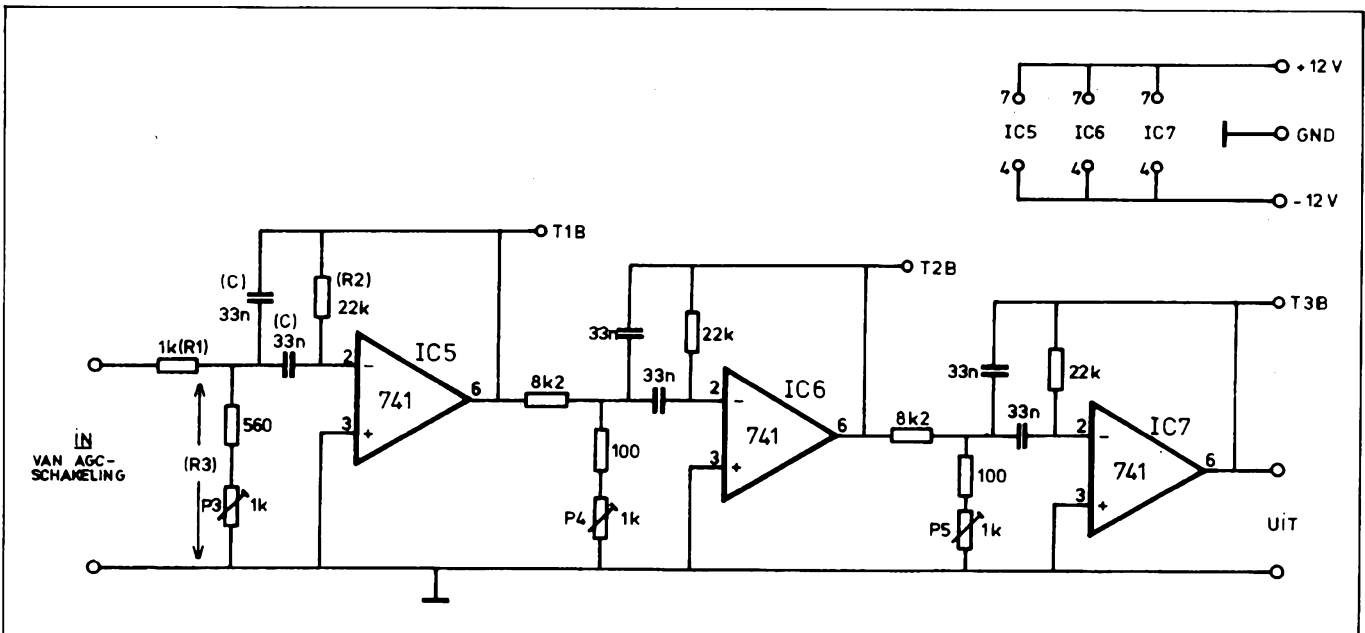 +12V
7 7 7
IC5 IC6 IC7
GND
4 4 4
-12V
T1B
T2B
T3B
(C)
33n
(R2)
22k
(C)
33n
1k(R1)
2
-
IC5
741
6
3
+
560
(R3)
P3
1k
IN
VAN AGC-
SCHAKELING
33n
22k
33n
8k2
2
-
IC6
741
6
3
+
100
P4
1k
33n
22k
33n
8k2
2
-
IC7
741
6
3
+
100
P5
1k
UiT